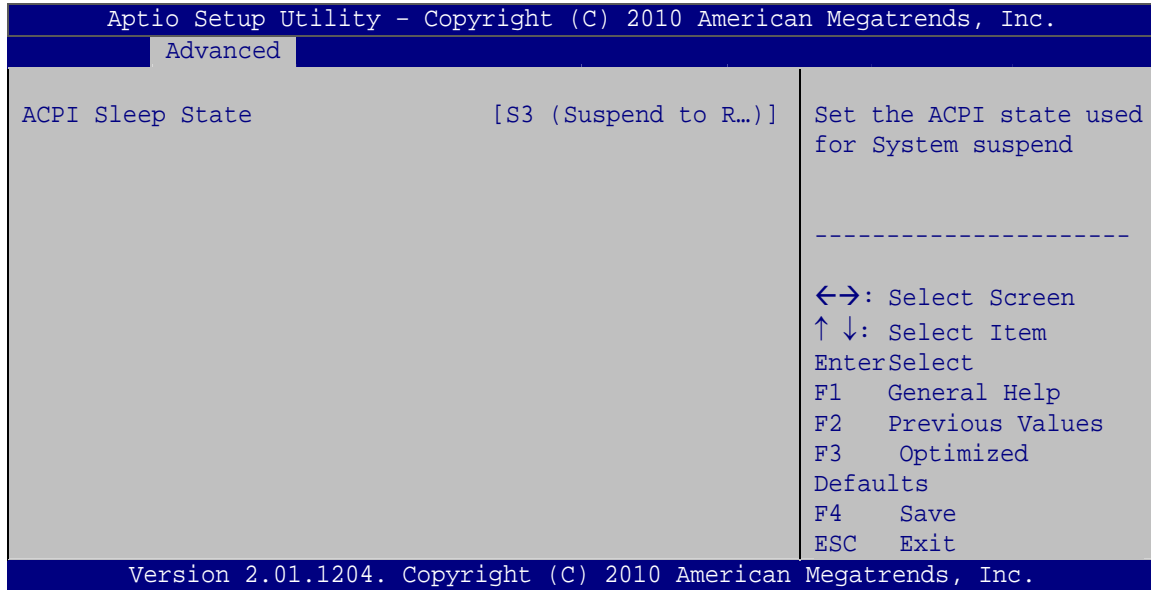 Aptio Setup Utility – Copyright (C) 2010 American Megatrends, Inc.
Advanced
ACPI Sleep State [S3 (Suspend to R…)]
Set the ACPI state used
for System suspend
----------------------
←→: Select Screen
↑ ↓: Select Item
EnterSelect
F1 General Help
F2 Previous Values
F3 Optimized
Defaults
F4 Save
ESC Exit
Version 2.01.1204. Copyright (C) 2010 American Megatrends, Inc.